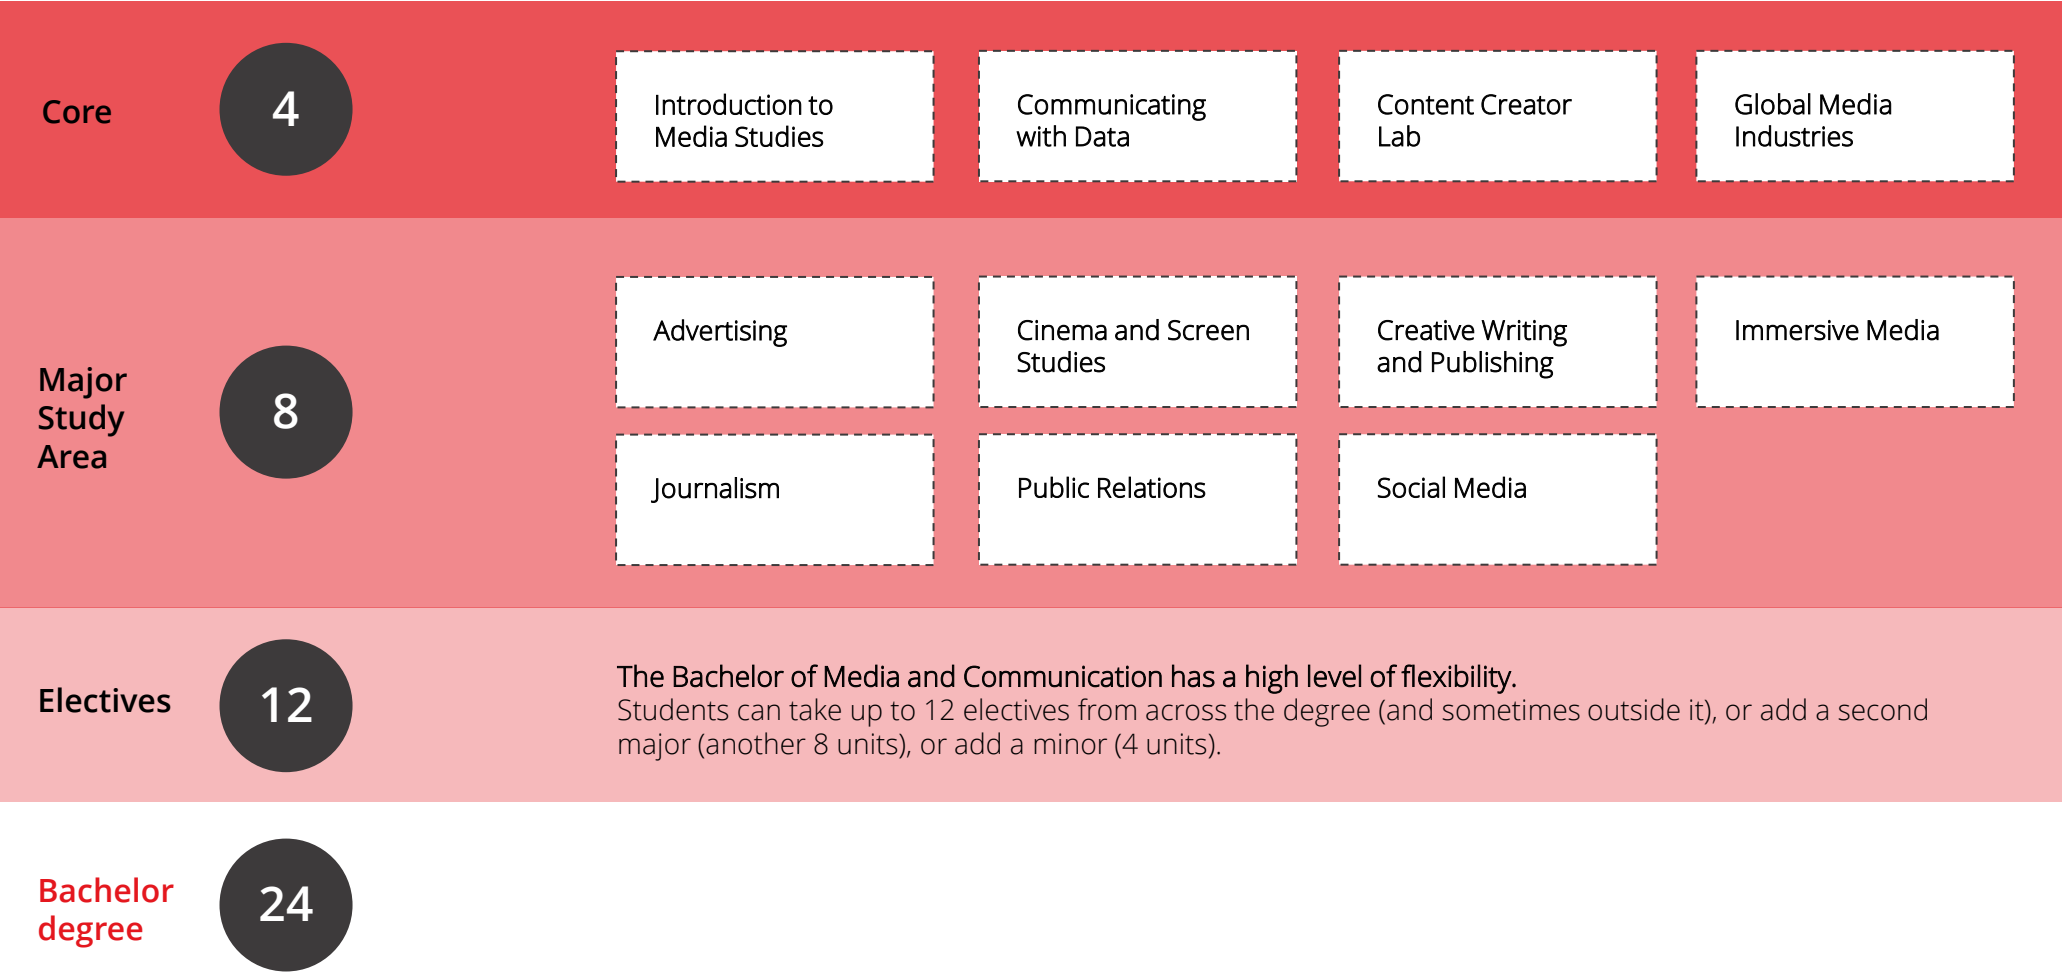 Core
4
Introduction to
Media Studies
Communicating
with Data
Content Creator
Lab
Global Media
Industries
Major
Study
Area
8
Advertising
Cinema and Screen
Studies
Creative Writing
and Publishing
Immersive Media
Journalism
Public Relations
Social Media
Electives
12
The Bachelor of Media and Communication has a high level of flexibility.
Students can take up to 12 electives from across the degree (and sometimes outside it), or add a second
major (another 8 units), or add a minor (4 units).
Bachelor
degree
24